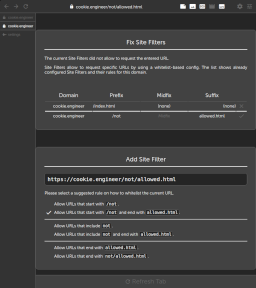 cookie.engineer/not/allowed.html
cookie.engineer
cookie.engineer
Fix Site Filters
The current Site Filters did not allow to request the entered URL.
Site Filters allow to request specific URLs by using a whitelist-based config. The list shows already
configured Site Filters and their rules for this domain.
Domain Path Midfix Suffix
cookie.engineer /index.html (none) (none)
cookie.engineer /not allowed.html
Add Site Filter
https://cookie.engineer/not/allowed.html
Please select a suggested rule on how to whitelist the current URL.
Allow URLs that start with /not.
Allow URLs that start with /not and end with allowed.html.
Allow URLs that include not.
Allow URLs that include not and end with allowed.html.
Allow URLs that end with allowed.html.
Allow URLs that end with not/allowed.html.
Refresh Tab